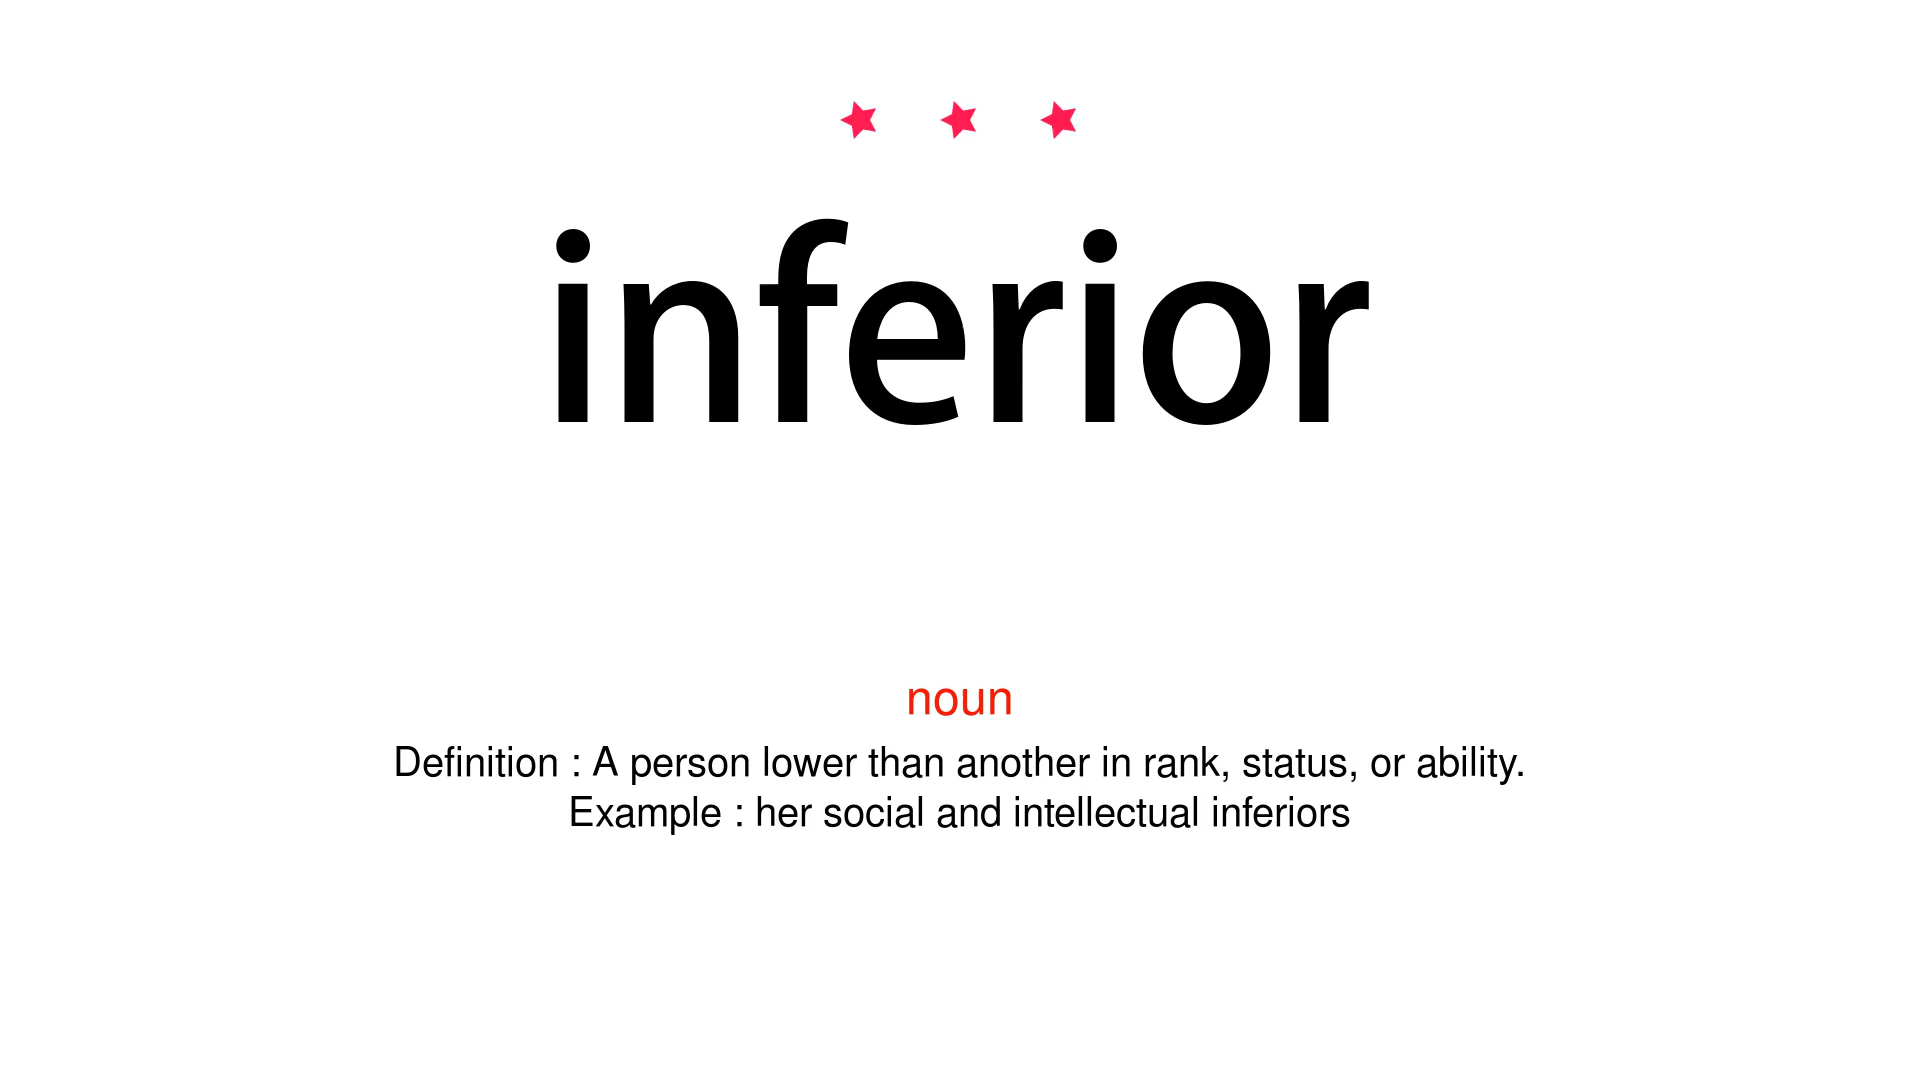 inferior
noun
Definition : A person lower than another in rank, status, or ability.
Example : her social and intellectual inferiors